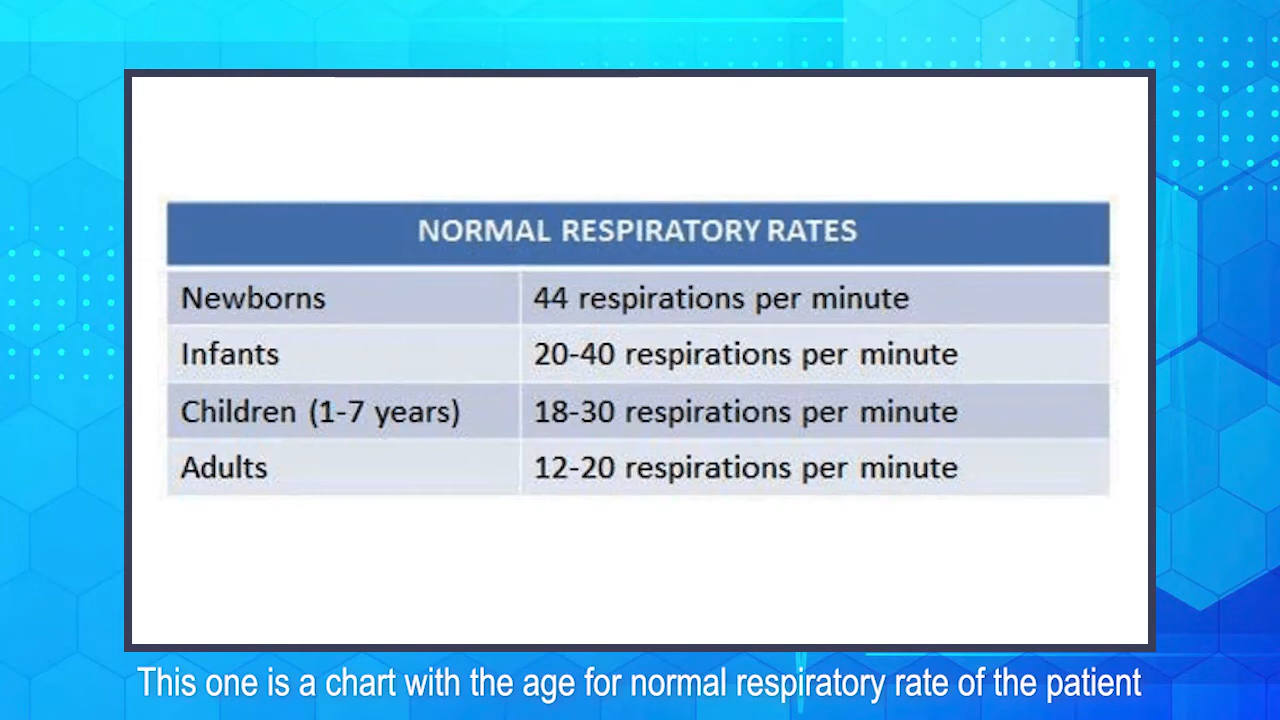 NORMAL RESPIRATORY RATES
Newborns 44 respirations per minute
Infants 20-40 respirations per minute
Children (1-7 years) 18-30 respirations per minute
Adults 12-20 respirations per minute
This one is a chart with the age for normal respiratory rate of the patient